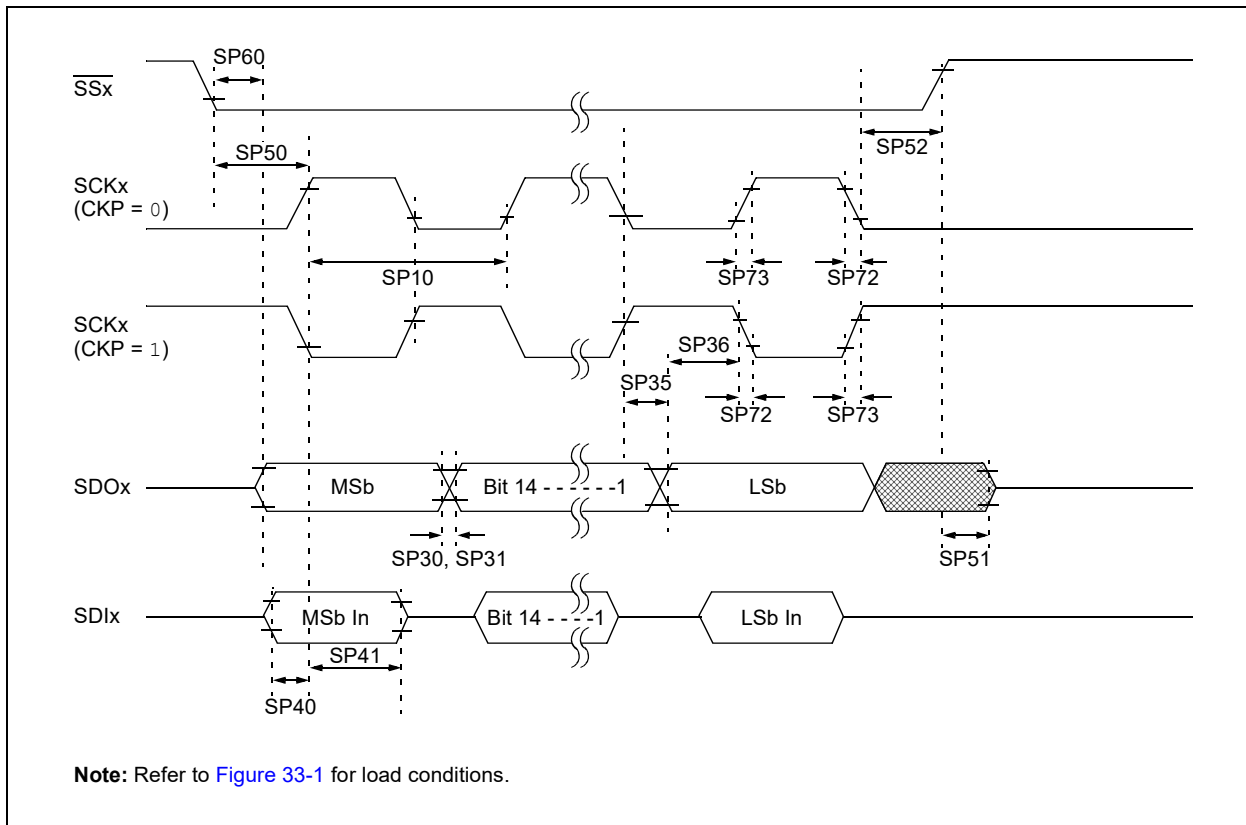 SP60
SSx
SP50
SP52
SCKx
(CKP = 0)
SP10
SP73
SP72
SCKx
(CKP = 1)
SP36
SP35
SP72
SP73
SDOx
MSb
Bit 14 - - - - - -1
LSb
SP30, SP31
SP51
SDIx
MSb In
Bit 14 - - - -1
LSb In
SP41
SP40
Note: Refer to Figure 33-1 for load conditions.